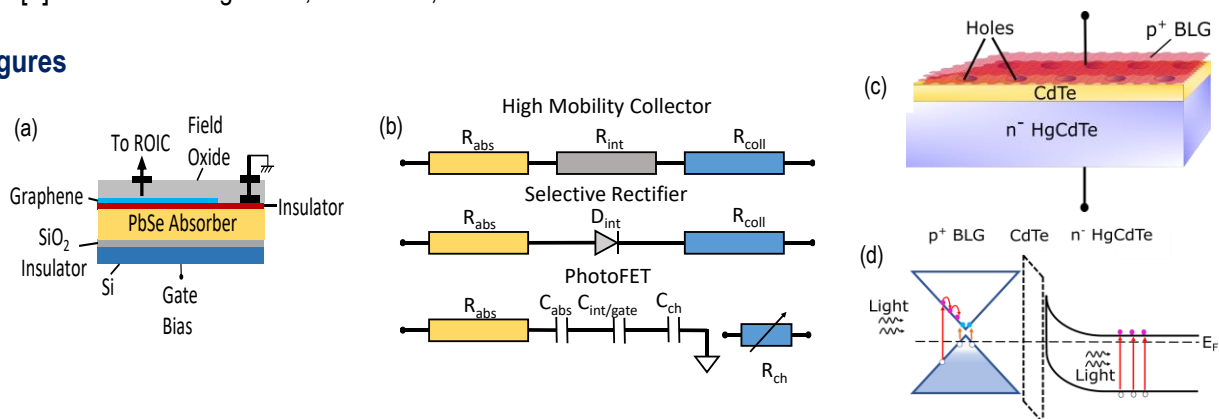 gures
(a)
To ROIC
Field
Oxide
Graphene
Insulator
PbSe Absorber
SiO2
Insulator
Si
Gate
Bias
(b)
High Mobility Collector
Rabs
Rint
Rcoll
Selective Rectifier
Rabs
Dint
Rcoll
PhotoFET
Rabs
Cabs
Cint/gate
Cch
Rch
(c)
Holes
p+ BLG
CdTe
n- HgCdTe
(d)
p+ BLG
CdTe
n- HgCdTe
Light
EF
Light